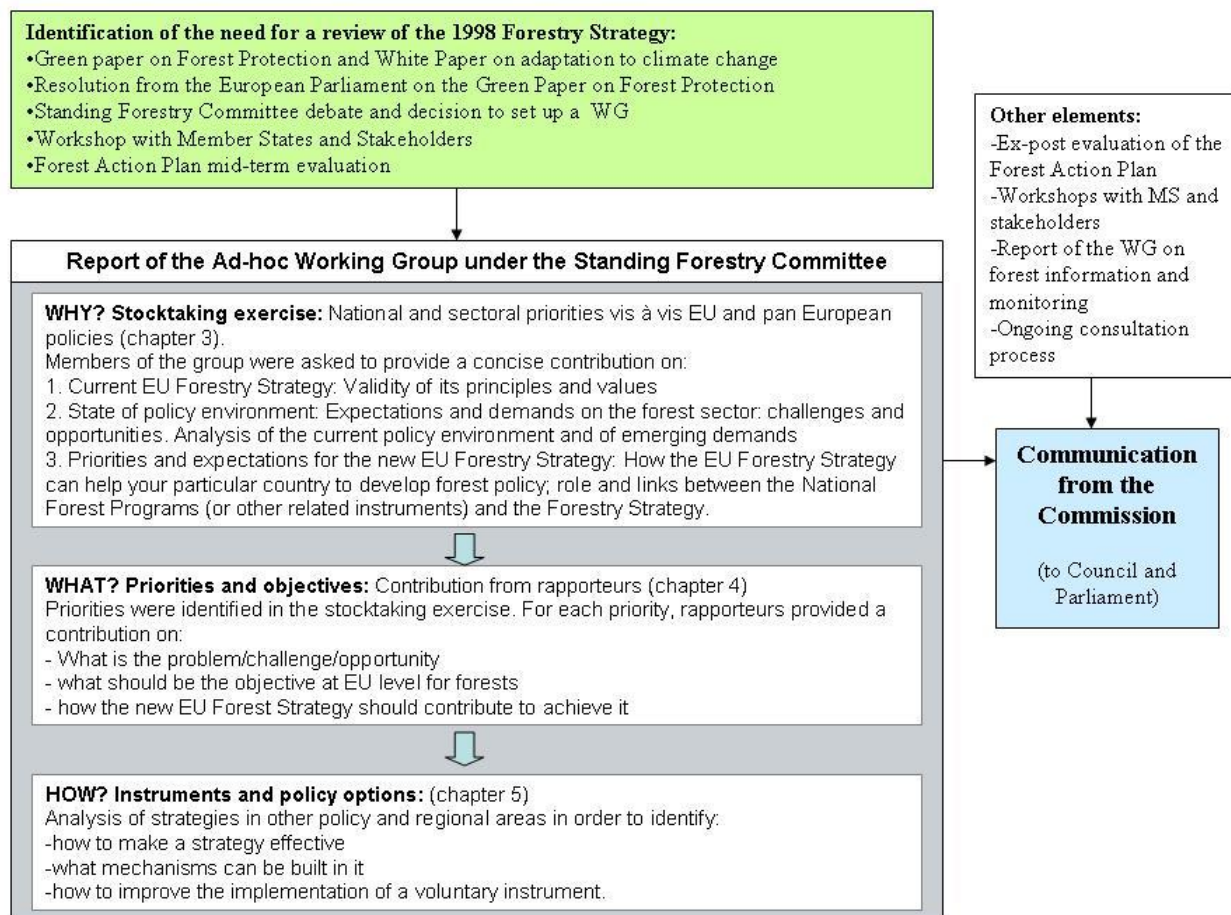 Identification of the need for a review of the 1998 Forestry Strategy:
•Green paper on Forest Protection and White Paper on adaptation to climate change
•Resolution from the European Parliament on the Green Paper on Forest Protection
•Standing Forestry Committee debate and decision to set up a WG
•Workshop with Member States and Stakeholders
•Forest Action Plan mid-term evaluation
Report of the Ad-hoc Working Group under the Standing Forestry Committee
WHY? Stocktaking exercise: National and sectoral priorities vis à vis EU and pan European
policies (chapter 3).
Members of the group were asked to provide a concise contribution on:
1. Current EU Forestry Strategy: Validity of its principles and values
2. State of policy environment: Expectations and demands on the forest sector: challenges and
opportunities. Analysis of the current policy environment and of emerging demands
3. Priorities and expectations for the new EU Forestry Strategy: How the EU Forestry Strategy
can help your particular country to develop forest policy; role and links between the National
Forest Programs (or other related instruments) and the Forestry Strategy.
WHAT? Priorities and objectives: Contribution from rapporteurs (chapter 4)
Priorities were identified in the stocktaking exercise. For each priority, rapporteurs provided a
contribution on:
- What is the problem/challenge/opportunity
- what should be the objective at EU level for forests
- how the new EU Forest Strategy should contribute to achieve it
HOW? Instruments and policy options: (chapter 5)
Analysis of strategies in other policy and regional areas in order to identify:
-how to make a strategy effective
-what mechanisms can be built in it
-how to improve the implementation of a voluntary instrument.
Other elements:
-Ex-post evaluation of the
Forest Action Plan
-Workshops with MS and
stakeholders
-Report of the WG on
forest information and
monitoring
-Ongoing consultation
process
Communication
from the
Commission
(to Council and
Parliament)